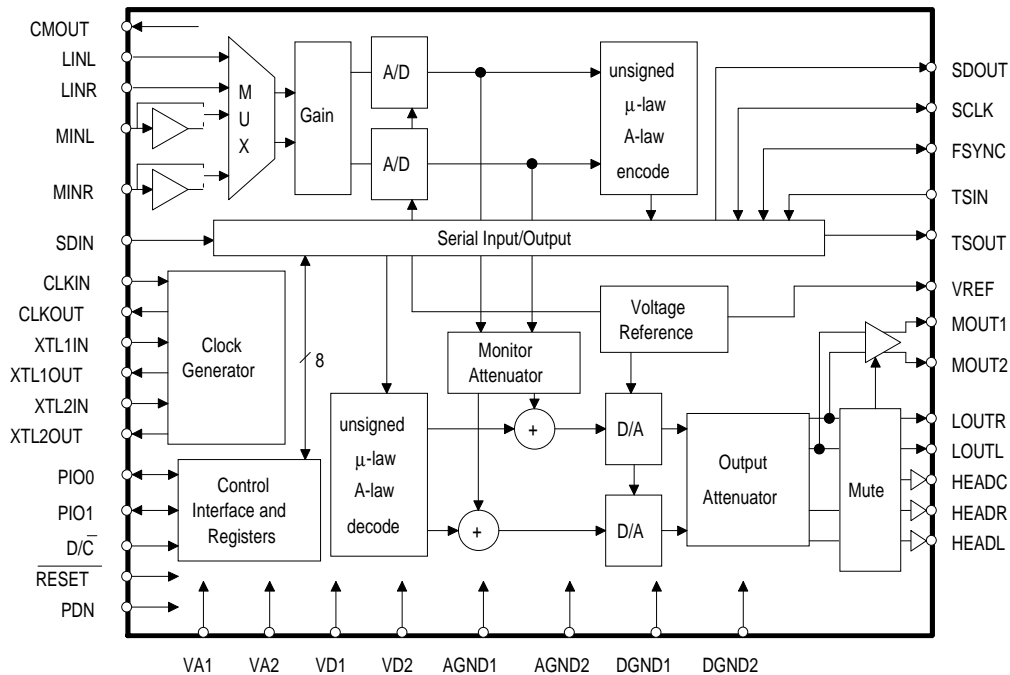 CMOUT
LINL
LINR
MINL
MINR
SDIN
CLKIN
CLKOUT
XTL1IN
XTL1OUT
XTL2IN
XTL2OUT
PIO0
PIO1
D/C̅
RESET
PDN
M
U
X
Gain
A/D
A/D
unsigned
μ-law
A-law
encode
Serial Input/Output
Clock
Generator
8
Control
Interface and
Registers
unsigned
μ-law
A-law
decode
Monitor
Attenuator
+
+
Voltage
Reference
D/A
D/A
Output
Attenuator
Mute
SDOUT
SCLK
FSYNC
TSIN
TSOUT
VREF
MOUT1
MOUT2
LOUTR
LOUTL
HEADC
HEADR
HEADL
VA1
VA2
VD1
VD2
AGND1
AGND2
DGND1
DGND2